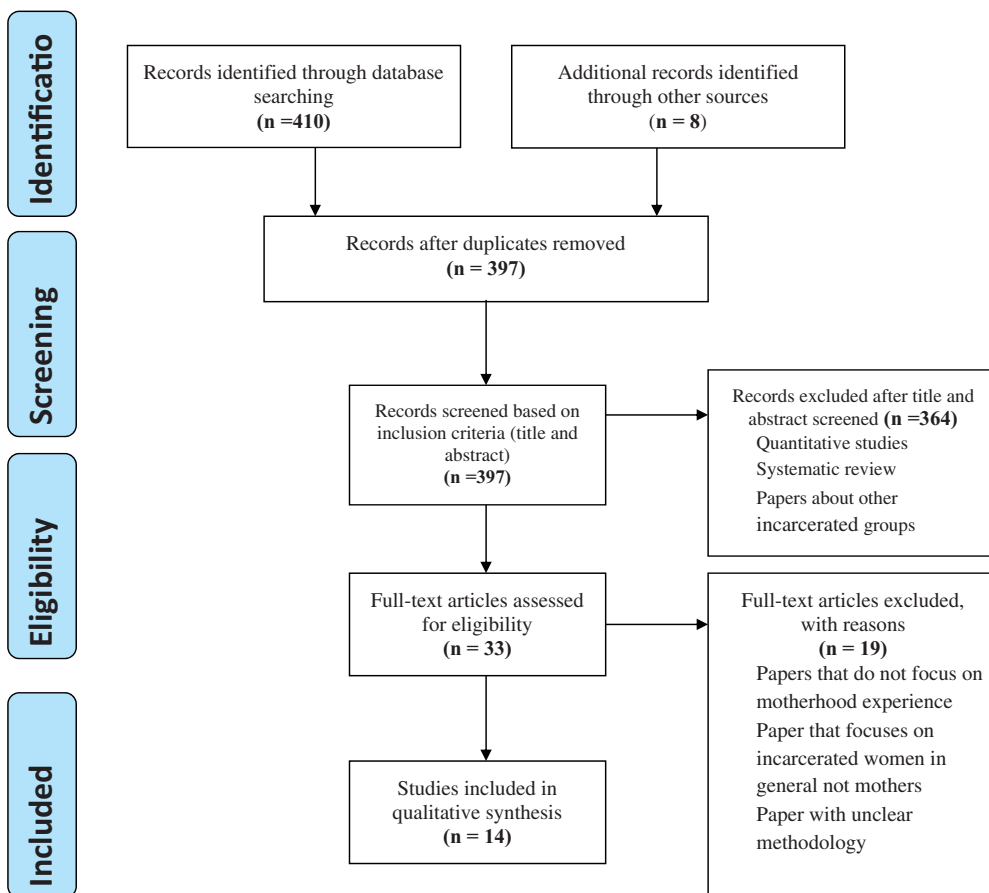 Identificatio
Records identified through database
searching
(n =410)
Additional records identified
through other sources
(n = 8)
Records after duplicates removed
(n = 397)
Screening
Records screened based on
inclusion criteria (title and
abstract)
(n =397)
Records excluded after title and
abstract screened (n =364)
Quantitative studies
Systematic review
Papers about other
incarcerated groups
Eligibility
Full-text articles assessed
for eligibility
(n = 33)
Full-text articles excluded,
with reasons
(n = 19)
Papers that do not focus on
motherhood experience
Paper that focuses on
incarcerated women in
general not mothers
Paper with unclear
methodology
Included
Studies included in
qualitative synthesis
(n = 14)